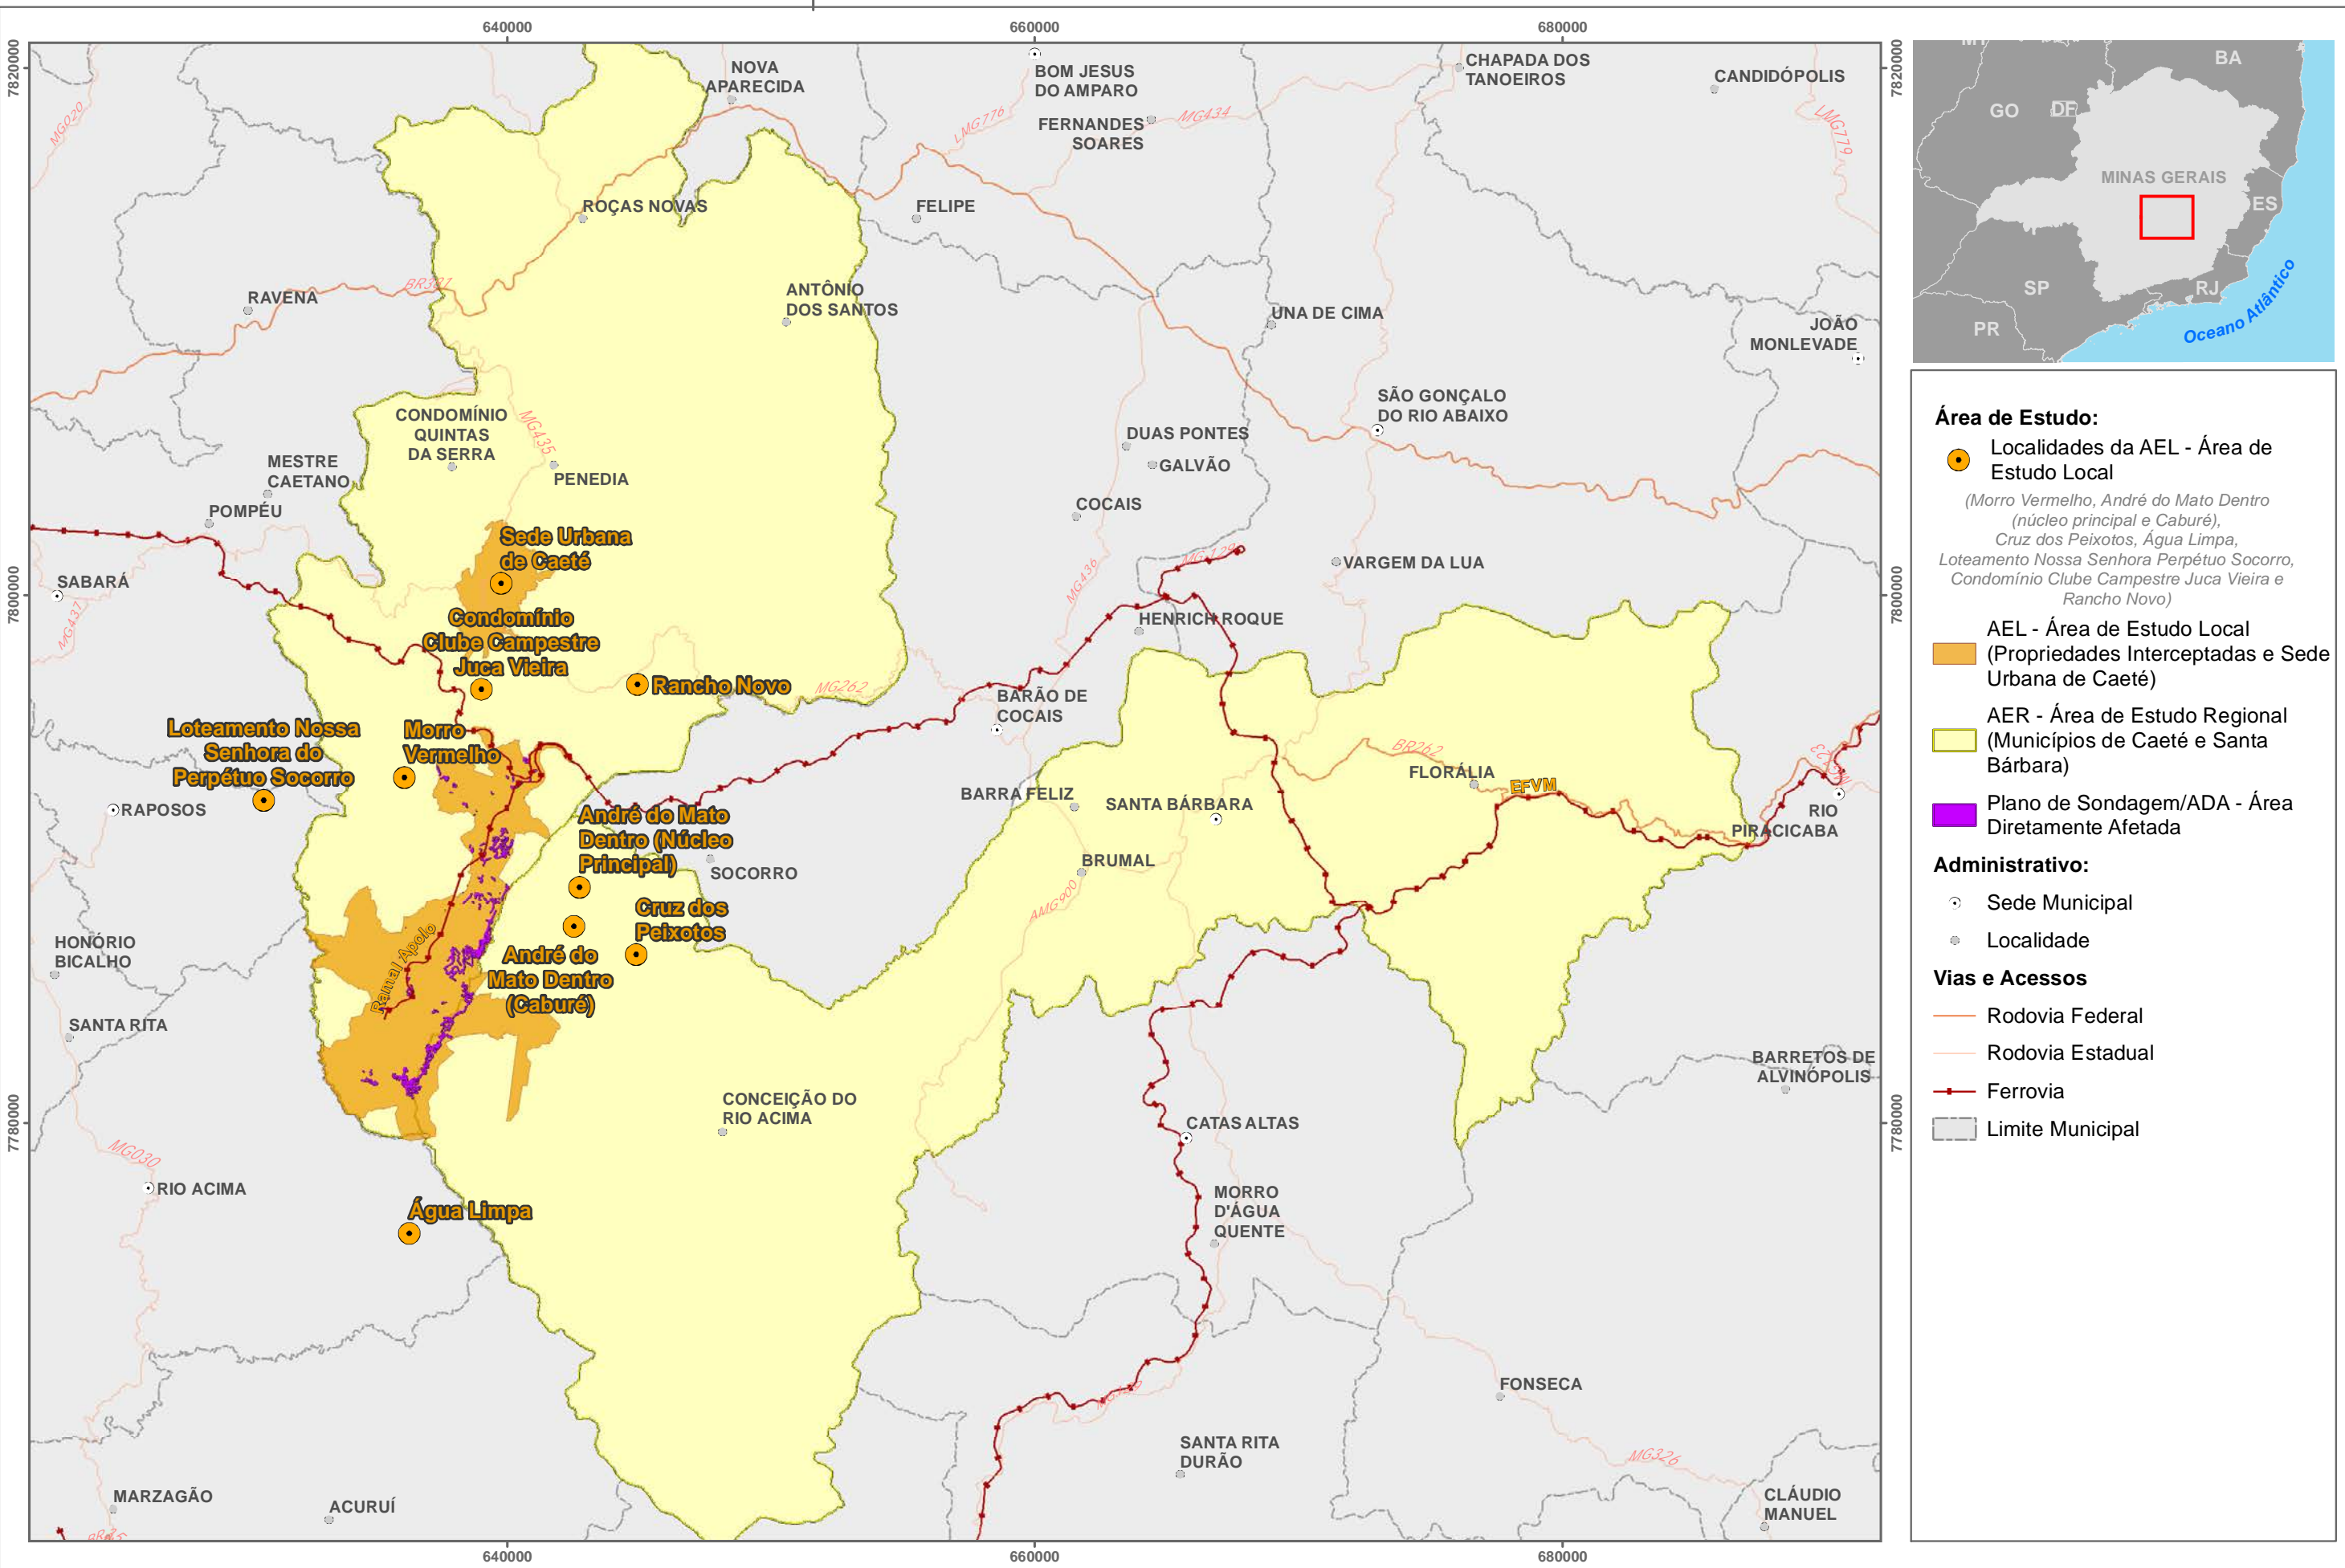 640000
660000
680000
7820000
7820000
7800000
7800000
7780000
7780000
640000
660000
680000
NOVA
APARECIDA
BOM JESUS
DO AMPARO
CHAPADA DOS
TANOEIROS
CANDIDÓPOLIS
MG020
LMG776
MG434
LMG779
FERNANDES
SOARES
ROÇAS NOVAS
FELIPE
RAVENA
BR381
ANTÔNIO
DOS SANTOS
UNA DE CIMA
JOÃO
MONLEVADE
SÃO GONÇALO
DO RIO ABAIXO
CONDOMÍNIO
QUINTAS
DA SERRA
MG435
DUAS PONTES
GALVÃO
MESTRE
CAETANO
PENEDIA
POMPÉU
COCAIS
Sede Urbana
de Caeté
MG129
VARGEM DA LUA
SABARÁ
MG437
MG436
Condomínio
Clube Campestre
Juca Vieira
HENRICH ROQUE
Rancho Novo
MG262
BARÃO DE
COCAIS
Loteamento Nossa
Senhora do
Perpétuo Socorro
Morro
Vermelho
BR262
FLORÁLIA
EFVM
RAPOSOS
BARRA FELIZ
SANTA BÁRBARA
RIO
PIRACICABA
André do Mato
Dentro (Núcleo
Principal)
SOCORRO
BRUMAL
AMG900
Cruz dos
Peixotos
HONÓRIO
BICALHO
Ramal Apolo
André do
Mato Dentro
(Caburé)
SANTA RITA
BARRETOS DE
ALVINÓPOLIS
CONCEIÇÃO DO
RIO ACIMA
CATAS ALTAS
MG030
RIO ACIMA
MORRO
D'ÁGUA
QUENTE
Água Limpa
FONSECA
SANTA RITA
DURÃO
MG326
MARZAGÃO
ACURUÍ
CLÁUDIO
MANUEL
BA
GO
DF
MINAS GERAIS
ES
SP
RJ
PR
Oceano Atlântico
Área de Estudo:
Localidades da AEL - Área de
Estudo Local
(Morro Vermelho, André do Mato Dentro
(núcleo principal e Caburé),
Cruz dos Peixotos, Água Limpa,
Loteamento Nossa Senhora Perpétuo Socorro,
Condomínio Clube Campestre Juca Vieira e
Rancho Novo)
AEL - Área de Estudo Local
(Propriedades Interceptadas e Sede
Urbana de Caeté)
AER - Área de Estudo Regional
(Municípios de Caeté e Santa
Bárbara)
Plano de Sondagem/ADA - Área
Diretamente Afetada
Administrativo:
Sede Municipal
Localidade
Vias e Acessos
Rodovia Federal
Rodovia Estadual
Ferrovia
Limite Municipal